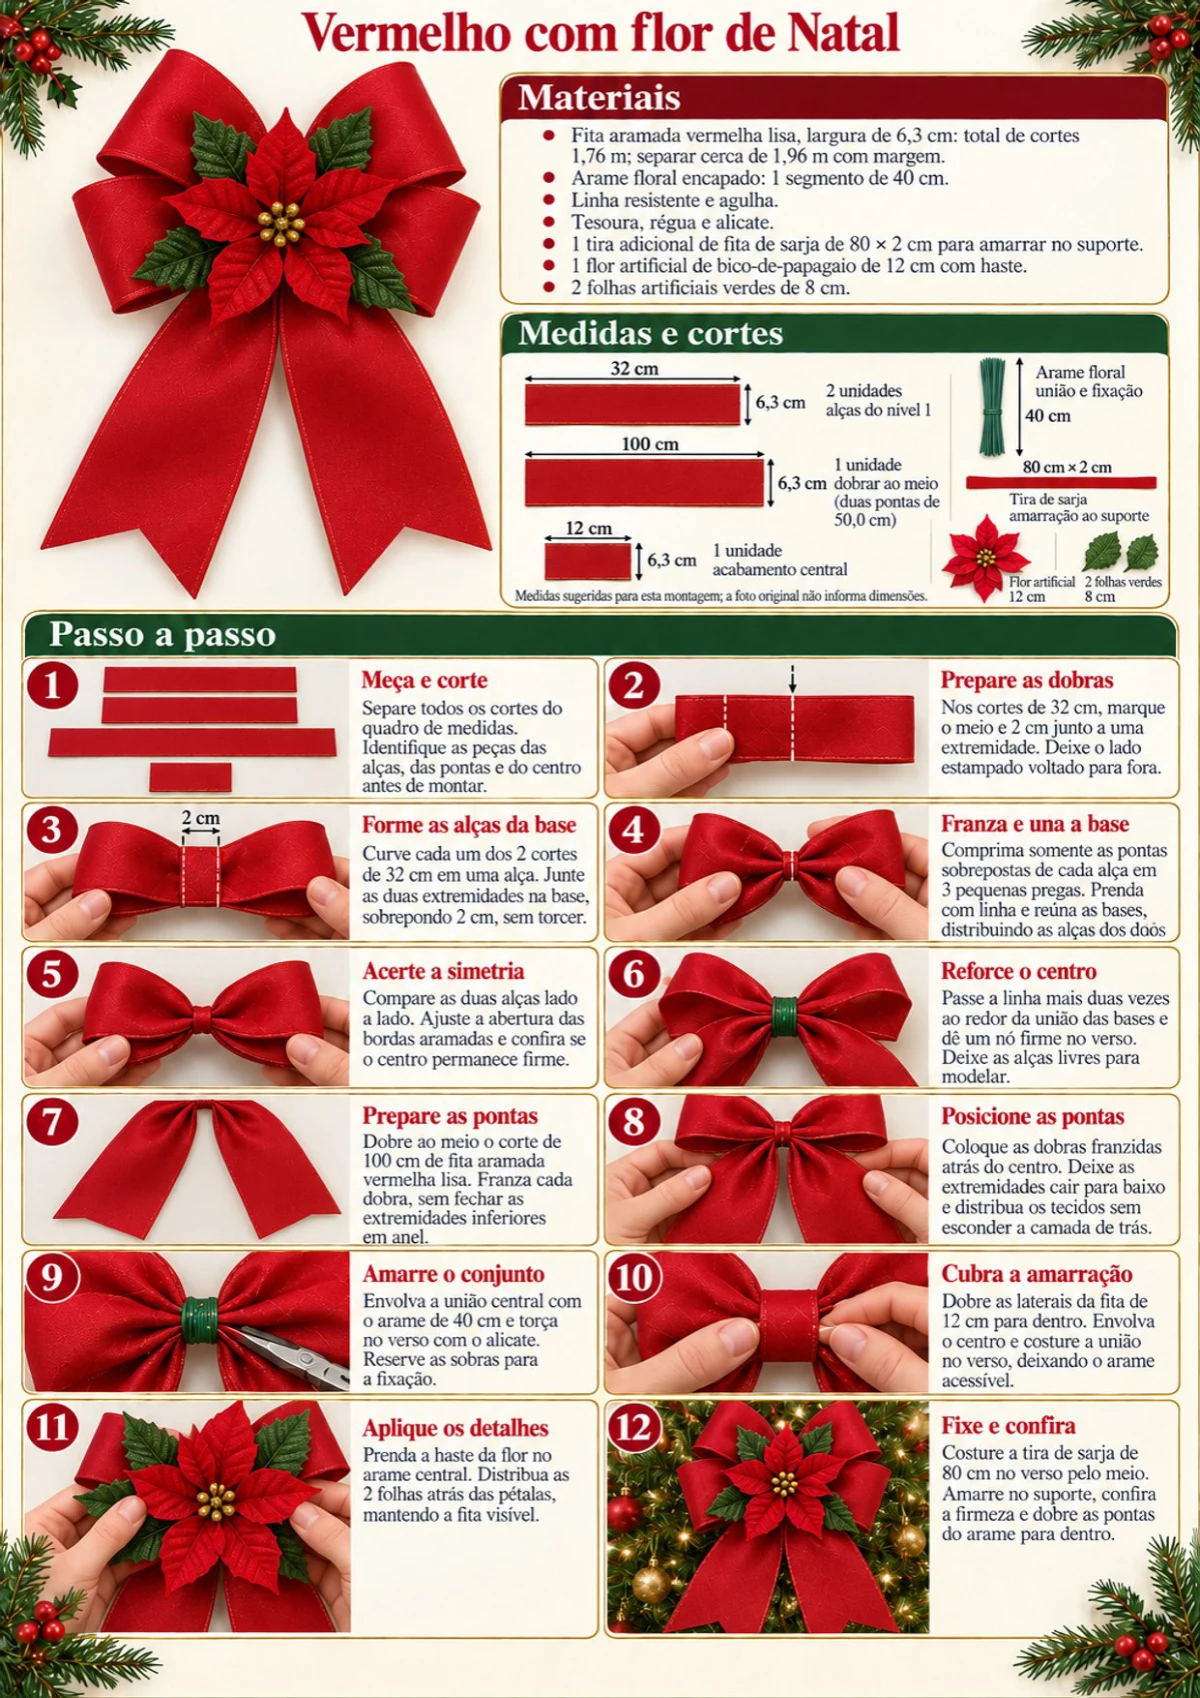 Vermelho com flor de Natal
Materiais
Fita aramada vermelha lisa, largura de 6,3 cm: total de cortes
1,76 m; separar cerca de 1,96 m com margem.
Arame floral encapado: 1 segmento de 40 cm.
Linha resistente e agulha.
Tesoura, régua e alicate.
1 tira adicional de fita de sarja de 80 × 2 cm para amarrar no suporte.
1 flor artificial de bico-de-papagaio de 12 cm com haste.
2 folhas artificiais verdes de 8 cm.
Medidas e cortes
32 cm
6,3 cm
2 unidades
alças do nível 1
100 cm
6,3 cm
1 unidade
dobrar ao meio
(duas pontas de
50,0 cm)
12 cm
6,3 cm
1 unidade
acabamento central
Medidas sugeridas para esta montagem; a foto original não informa dimensões.
Arame floral
união e fixação
40 cm
80 cm × 2 cm
Tira de sarja
amarração ao suporte
Flor artificial
12 cm
2 folhas verdes
8 cm
Passo a passo
1
Meça e corte
Separe todos os cortes do
quadro de medidas.
Identifique as peças das
alças, das pontas e do centro
antes de montar.
2
Prepare as dobras
Nos cortes de 32 cm, marque
o meio e 2 cm junto a uma
extremidade. Deixe o lado
estampado voltado para fora.
3
2 cm
Forme as alças da base
Curve cada um dos 2 cortes
de 32 cm em uma alça. Junte
as duas extremidades na base,
sobrepondo 2 cm, sem torcer.
4
Franza e una a base
Comprima somente as pontas
sobrepostas de cada alça em
3 pequenas pregas. Prenda
com linha e reúna as bases,
distribuindo as alças dos doós
5
Acerte a simetria
Compare as duas alças lado
a lado. Ajuste a abertura das
bordas aramadas e confira se
o centro permanece firme.
6
Reforce o centro
Passe a linha mais duas vezes
ao redor da união das bases e
dê um nó firme no verso.
Deixe as alças livres para
modelar.
7
Prepare as pontas
Dobre ao meio o corte de
100 cm de fita aramada
vermelha lisa. Franza cada
dobra, sem fechar as
extremidades inferiores
em anel.
8
Posicione as pontas
Coloque as dobras franzidas
atrás do centro. Deixe as
extremidades cair para baixo
e distribua os tecidos sem
esconder a camada de trás.
9
Amarre o conjunto
Envolva a união central com
o arame de 40 cm e torça
no verso com o alicate.
Reserve as sobras para
a fixação.
10
Cubra a amarração
Dobre as laterais da fita de
12 cm para dentro. Envolva
o centro e costure a união
no verso, deixando o arame
acessível.
11
Aplique os detalhes
Prenda a haste da flor no
arame central. Distribua as
2 folhas atrás das pétalas,
mantendo a fita visível.
12
Fixe e confira
Costure a tira de sarja de
80 cm no verso pelo meio.
Amarre no suporte, confira
a firmeza e dobre as pontas
do arame para dentro.